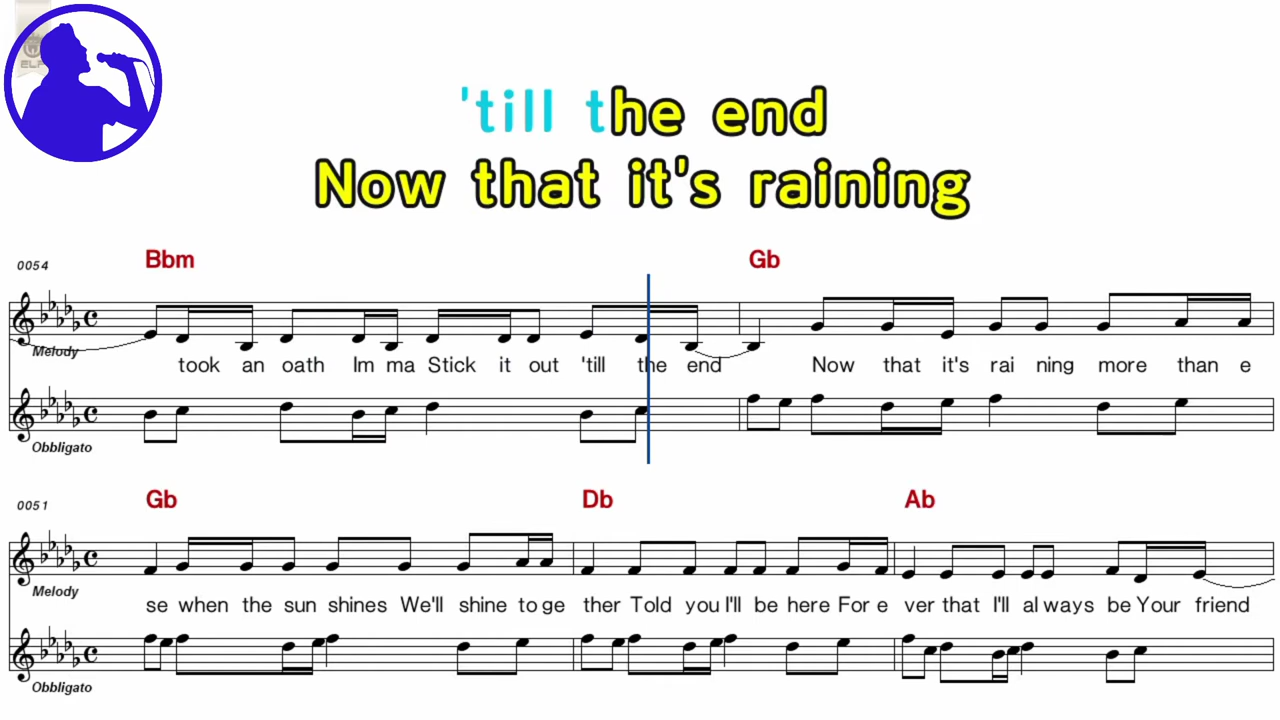 ELF
'till the end
Now that it's raining
0054 Bbm Gb
Melody
took an oath Im ma Stick it out 'till the end Now that it's rai ning more than e
Obbligato
0051 Gb Db Ab
Melody
se when the sun shines We'll shine to ge ther Told you I'll be here For e ver that I'll al ways be Your friend
Obbligato